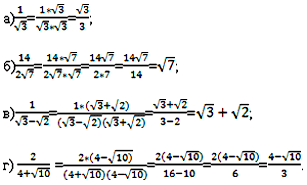 а) 1/√3 = 1*√3/√3*√3 = √3/3;
б) 14/2√7 = 14*√7/2√7*√7 = 14√7/2*7 = 14√7/14 = √7;
в) 1/√3−√2 = 1*(√3+√2)/(√3−√2)(√3+√2) = √3+√2/3−2 = √3 + √2;
г) 2/4+√10 = 2*(4−√10)/(4+√10)(4−√10) = 2(4−√10)/16−10 = 2(4−√10)/6 = 4−√10/3